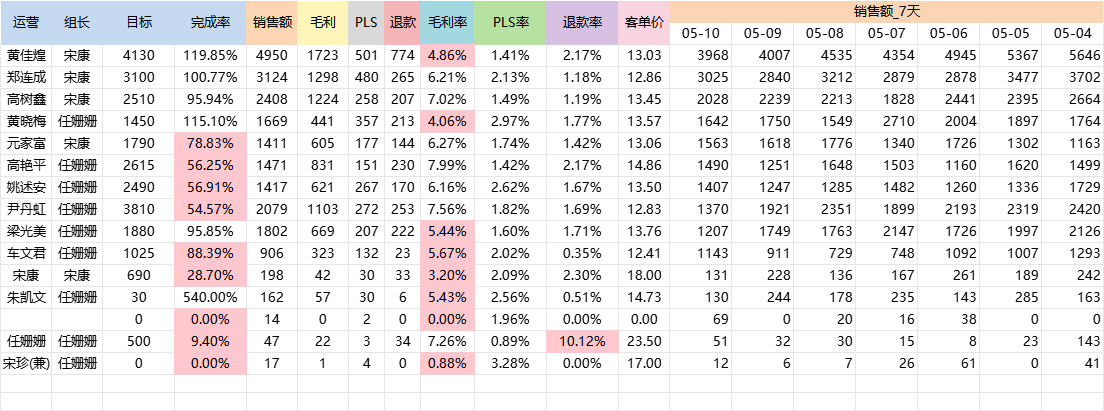 运营 组长 目标 完成率 销售额 毛利 PLS 退款 毛利率 PLS率 退款率 客单价 销售额_7天
05-10 05-09 05-08 05-07 05-06 05-05 05-04
黄佳煌 宋康 4130 119.85% 4950 1723 501 774 4.86% 1.41% 2.17% 13.03 3968 4007 4535 4354 4945 5367 5646
郑连成 宋康 3100 100.77% 3124 1298 480 265 6.21% 2.13% 1.18% 12.86 3025 2840 3212 2879 2878 3477 3702
高树鑫 宋康 2510 95.94% 2408 1224 258 207 7.02% 1.49% 1.19% 13.45 2028 2239 2213 1828 2441 2395 2664
黄晓梅 任姗姗 1450 115.10% 1669 441 357 213 4.06% 2.97% 1.77% 13.57 1642 1750 1549 2710 2004 1897 1764
元家富 宋康 1790 78.83% 1411 605 177 144 6.27% 1.74% 1.42% 13.06 1563 1618 1776 1340 1726 1302 1163
高艳平 任姗姗 2615 56.25% 1471 831 151 230 7.99% 1.42% 2.17% 14.86 1490 1251 1648 1503 1160 1620 1499
姚述安 任姗姗 2490 56.91% 1417 621 267 170 6.16% 2.62% 1.67% 13.50 1407 1247 1285 1482 1260 1336 1729
尹丹虹 任姗姗 3810 54.57% 2079 1103 272 253 7.56% 1.82% 1.69% 12.83 1370 1921 2351 1899 2193 2319 2420
梁光美 任姗姗 1880 95.85% 1802 669 207 222 5.44% 1.60% 1.71% 13.76 1207 1749 1763 2147 1726 1997 2126
车文君 任姗姗 1025 88.39% 906 323 132 23 5.67% 2.02% 0.35% 12.41 1143 911 729 748 1092 1007 1293
宋康 宋康 690 28.70% 198 42 30 33 3.20% 2.09% 2.30% 18.00 131 228 136 167 261 189 242
朱凯文 任姗姗 30 540.00% 162 57 30 6 5.43% 2.56% 0.51% 14.73 130 244 178 235 143 285 163
0 0.00% 14 0 2 0 0.00% 1.96% 0.00% 0.00 69 0 20 16 38 0 0
任姗姗 任姗姗 500 9.40% 47 22 3 34 7.26% 0.89% 10.12% 23.50 51 32 30 15 8 23 143
宋珍(兼) 任姗姗 0 0.00% 17 1 4 0 0.88% 3.28% 0.00% 17.00 12 6 7 26 61 0 41